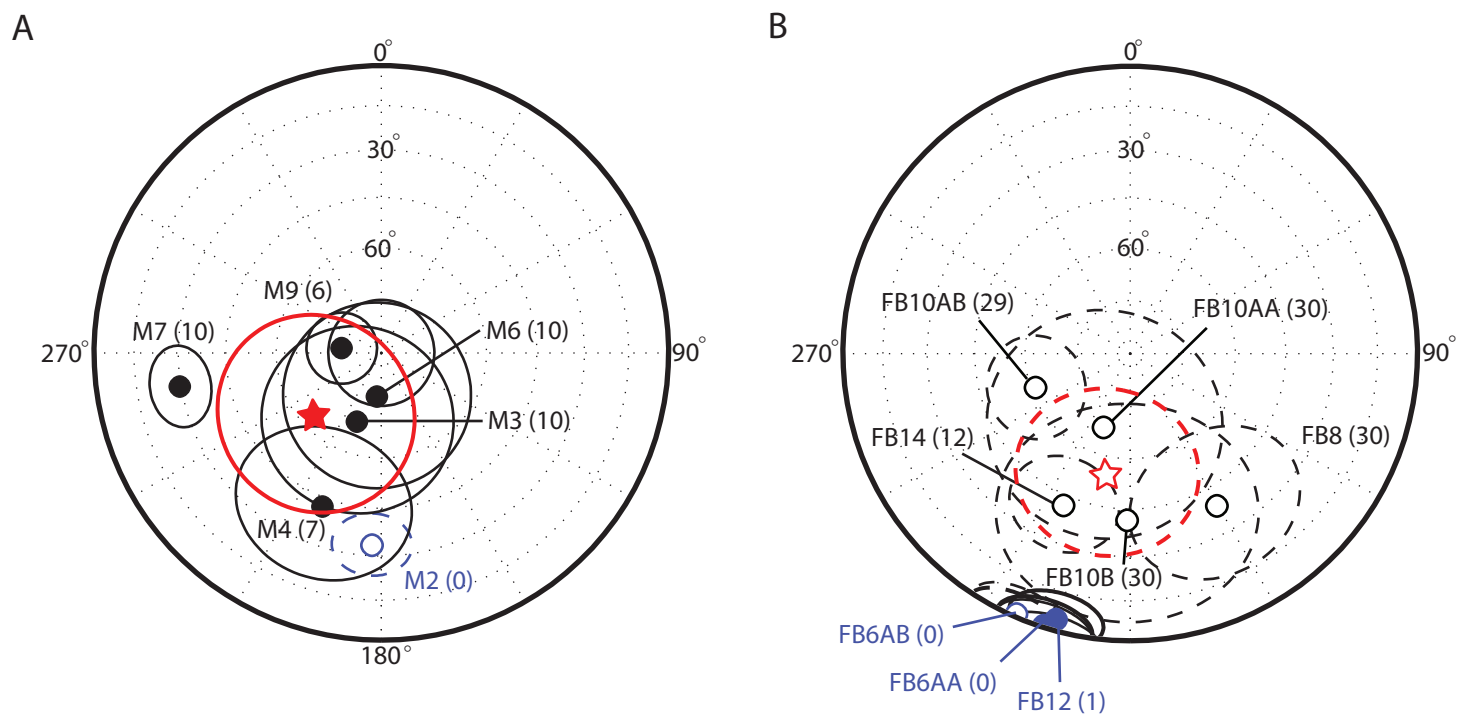 A
0°
30°
60°
M9 (6)
M7 (10)
M6 (10)
270°
90°
M3 (10)
M4 (7)
M2 (0)
180°
B
0°
30°
60°
FB10AB (29)
FB10AA (30)
270°
90°
FB14 (12)
FB8 (30)
FB10B (30)
FB6AB (0)
FB6AA (0)
FB12 (1)